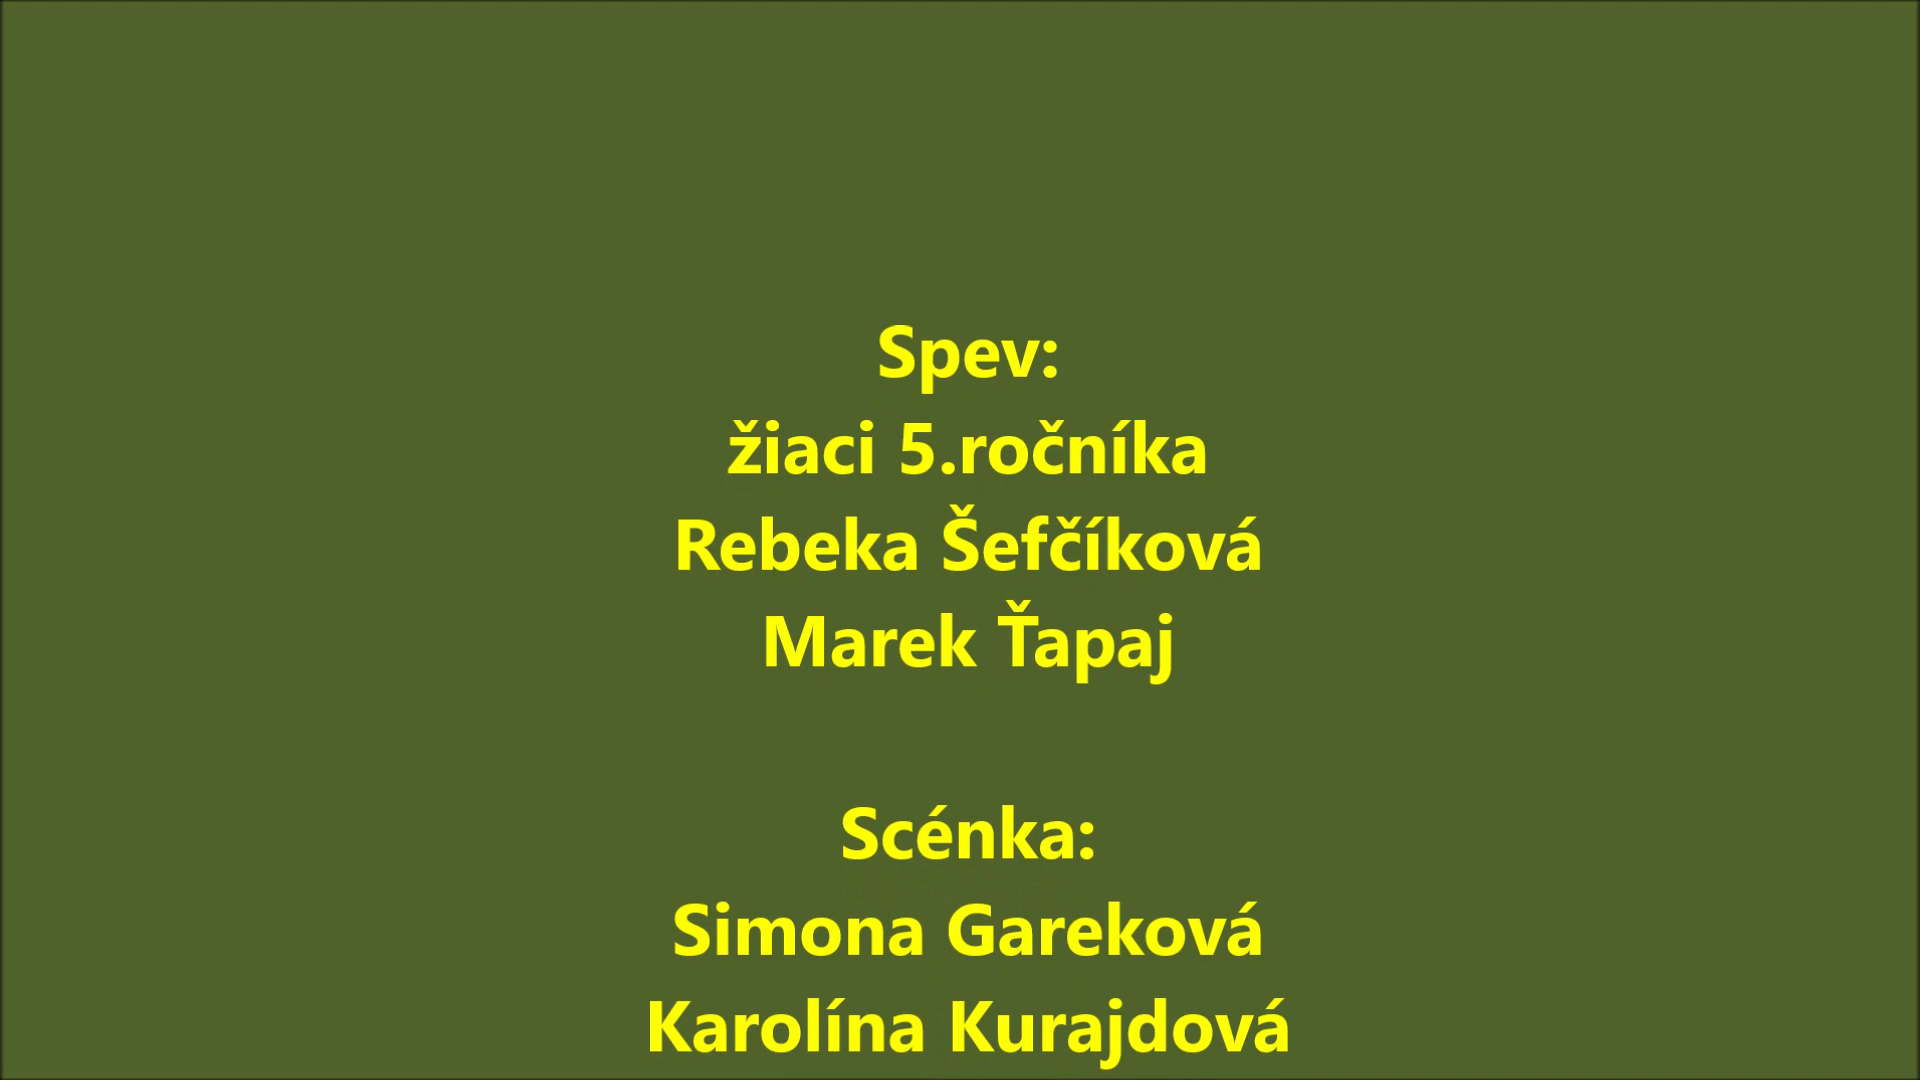 Spev:
žiaci 5.ročníka
Rebeka Šefčíková
Marek Ťapaj
Scénka:
Simona Gareková
Karolína Kurajdová